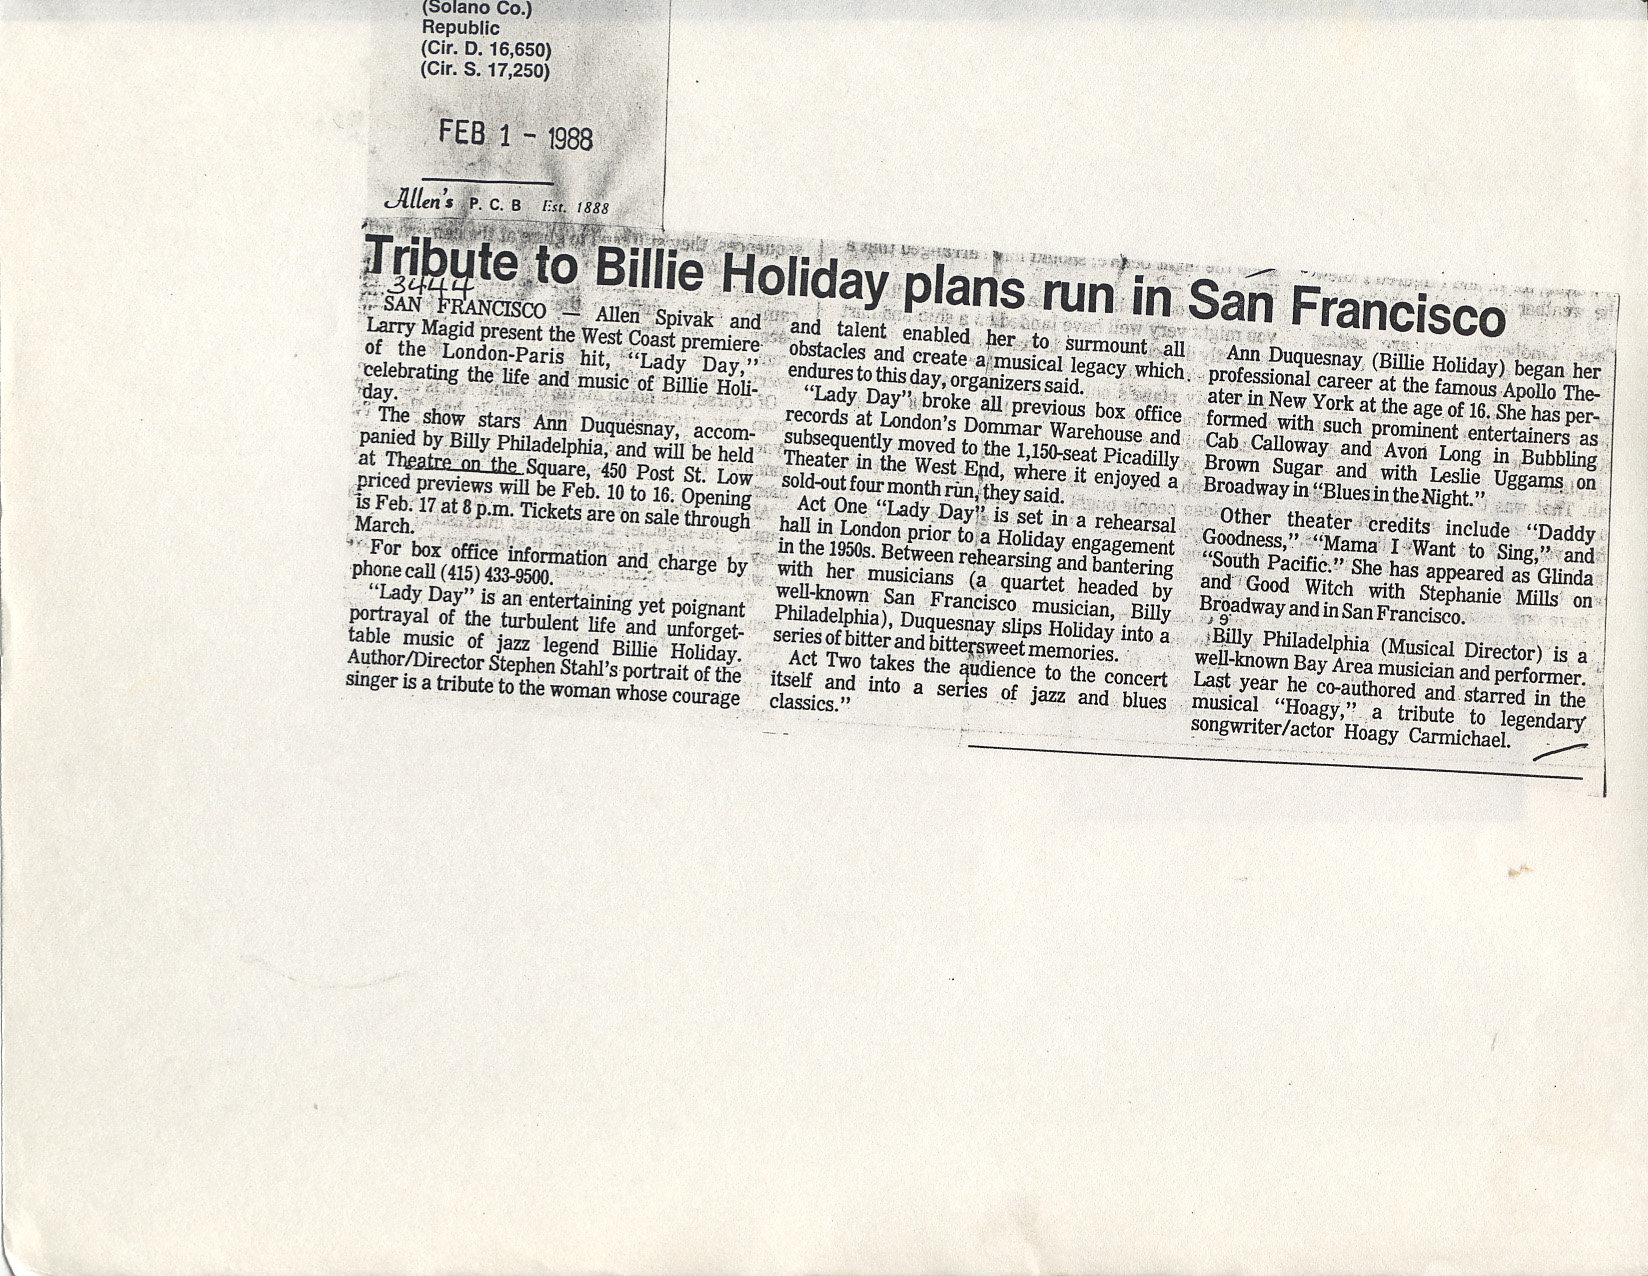 (Solano Co.)
Republic
(Cir. D. 16,650)
(Cir. S. 17,250)
FEB 1 - 1988
Allen's P. C. B Est. 1888
Tribute to Billie Holiday plans run in San Francisco
3444
SAN FRANCISCO — Allen Spivak and
Larry Magid present the West Coast premiere
of the London-Paris hit, “Lady Day,”
celebrating the life and music of Billie Holi-
day.
The show stars Ann Duquesnay, accom-
panied by Billy Philadelphia, and will be held
at Theatre on the Square, 450 Post St. Low
priced previews will be Feb. 10 to 16. Opening
is Feb. 17 at 8 p.m. Tickets are on sale through
March.
For box office information and charge by
phone call (415) 433-9500.
“Lady Day” is an entertaining yet poignant
portrayal of the turbulent life and unforget-
table music of jazz legend Billie Holiday.
Author/Director Stephen Stahl’s portrait of the
singer is a tribute to the woman whose courage
and talent enabled her to surmount all
obstacles and create a musical legacy which
endures to this day, organizers said.
“Lady Day” broke all previous box office
records at London’s Dommar Warehouse and
subsequently moved to the 1,150-seat Picadilly
Theater in the West End, where it enjoyed a
sold-out four month run, they said.
Act One “Lady Day” is set in a rehearsal
hall in London prior to a Holiday engagement
in the 1950s. Between rehearsing and bantering
with her musicians (a quartet headed by
well-known San Francisco musician, Billy
Philadelphia), Duquesnay slips Holiday into a
series of bitter and bittersweet memories.
Act Two takes the audience to the concert
itself and into a series of jazz and blues
classics.”
Ann Duquesnay (Billie Holiday) began her
professional career at the famous Apollo The-
ater in New York at the age of 16. She has per-
formed with such prominent entertainers as
Cab Calloway and Avon Long in Bubbling
Brown Sugar and with Leslie Uggams on
Broadway in “Blues in the Night.”
Other theater credits include “Daddy
Goodness,” “Mama I Want to Sing,” and
“South Pacific.” She has appeared as Glinda
and Good Witch with Stephanie Mills on
Broadway and in San Francisco.
Billy Philadelphia (Musical Director) is a
well-known Bay Area musician and performer.
Last year he co-authored and starred in the
musical “Hoagy,” a tribute to legendary
songwriter/actor Hoagy Carmichael.